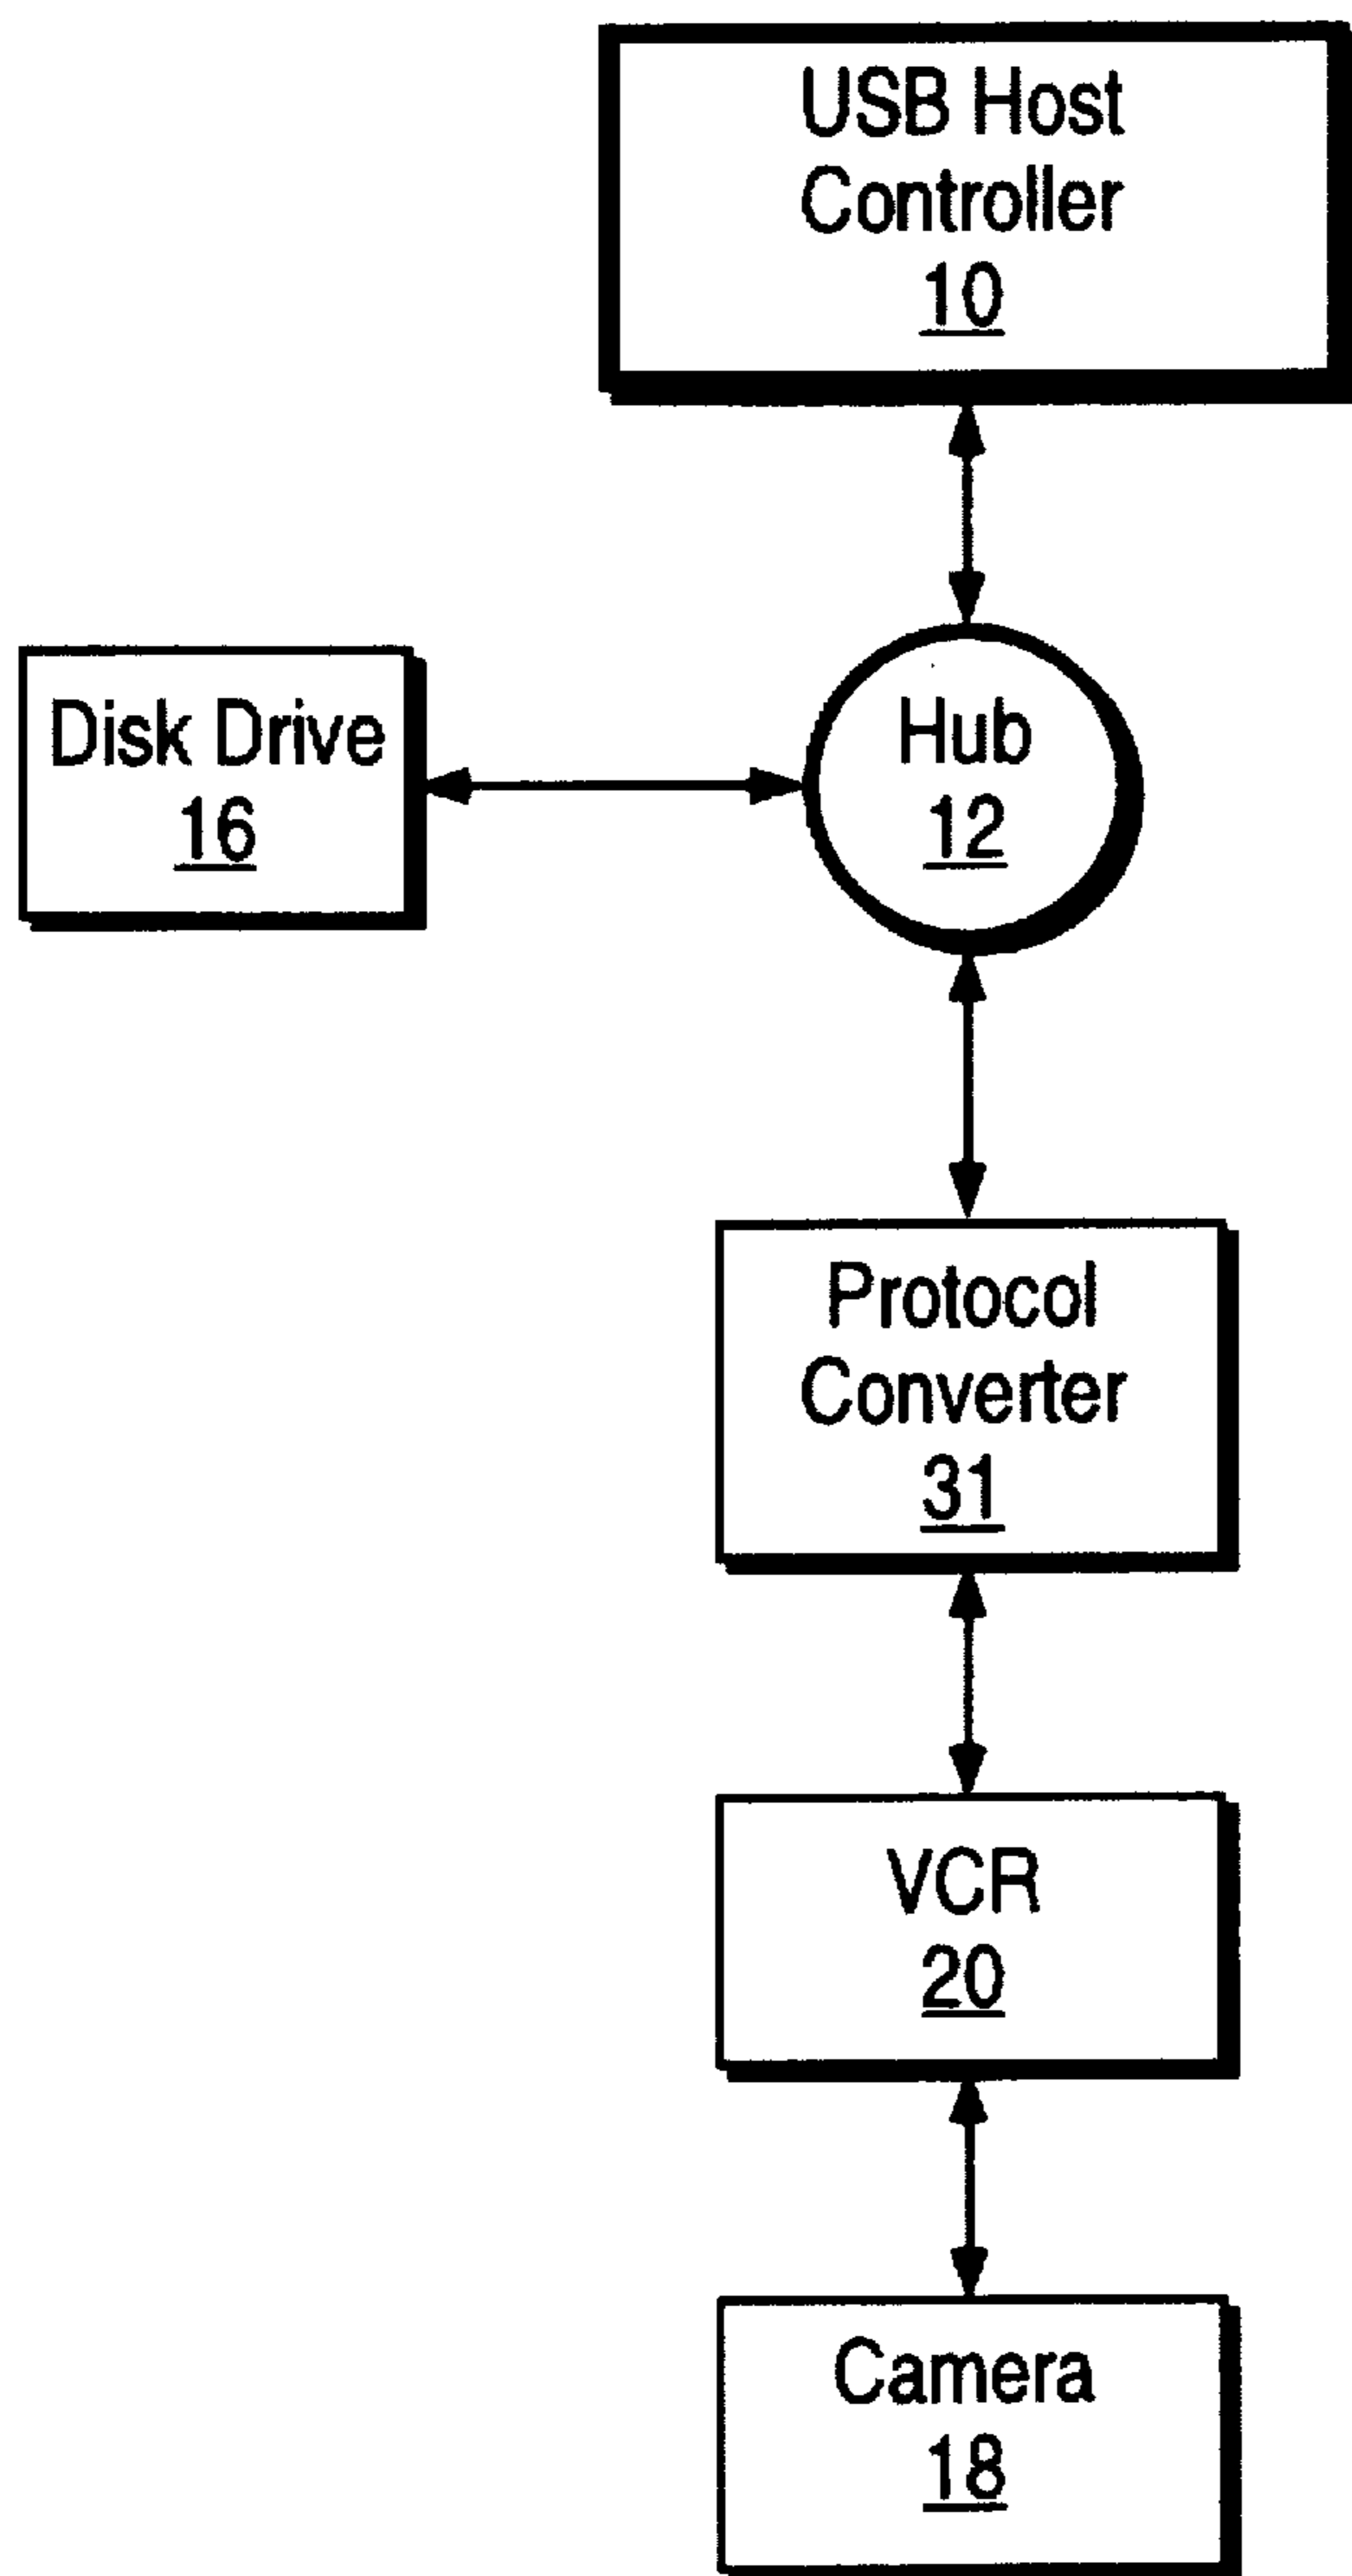 USB Host
Controller
10
Disk Drive
16
Hub
12
Protocol
Converter
31
VCR
20
Camera
18